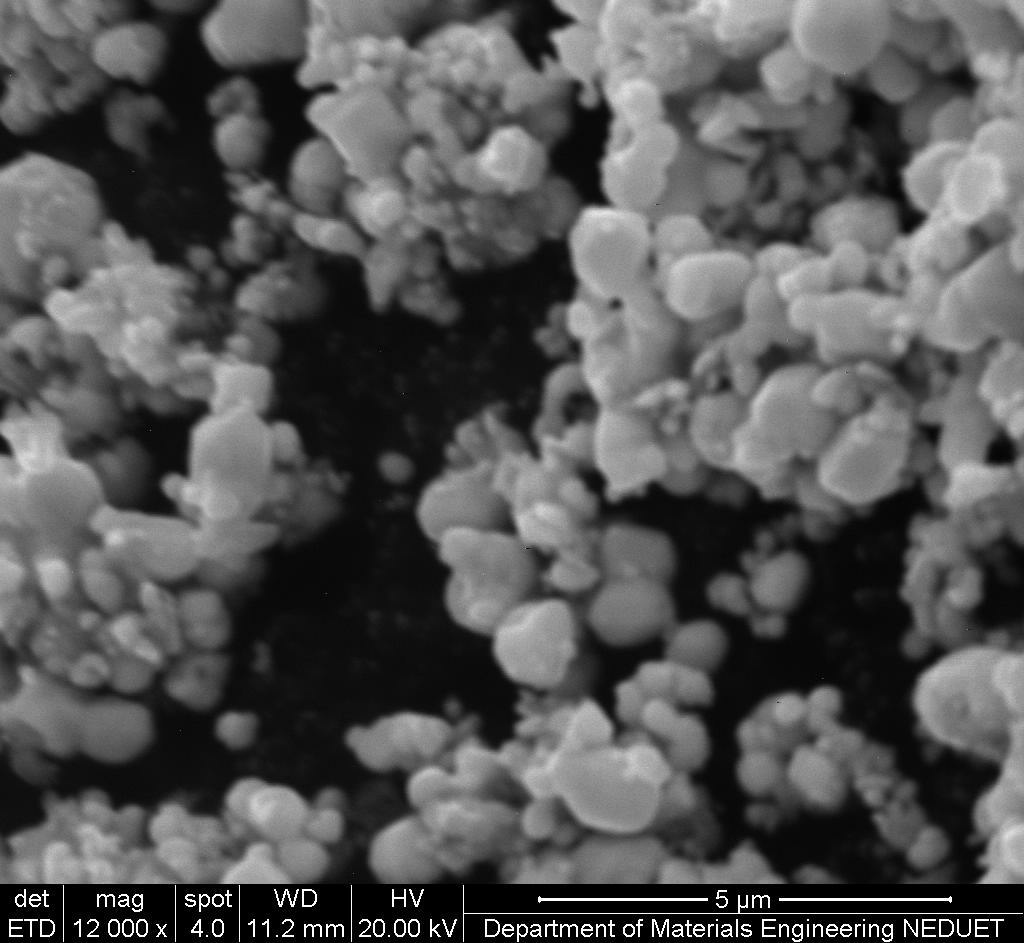 det mag spot WD HV 5 µm
ETD 12 000 x 4.0 11.2 mm 20.00 kV Department of Materials Engineering NEDUET